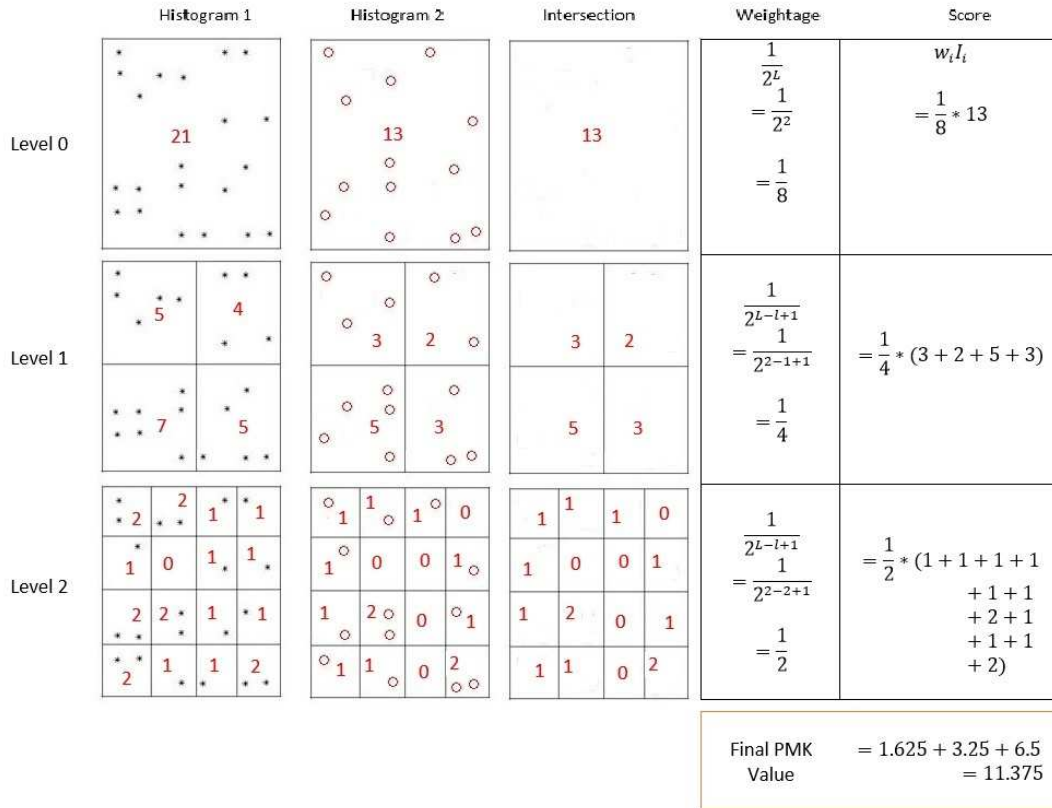 Histogram 1 Histogram 2 Intersection Weightage Score
Level 0
21
13
13
1/2^L
= 1/2^2
= 1/8
w_i I_i
= 1/8 * 13
Level 1
5 4
7 5
3 2
5 3
3 2
5 3
1/2^{L-l+1}
= 1/2^{2-1+1}
= 1/4
= 1/4 * (3 + 2 + 5 + 3)
Level 2
2 2 1 1
1 0 1 1
2 2 1 1
2 1 1 2
1 1 1 0
1 0 0 1
1 2 0 1
1 1 0 2
1 1 1 0
1 0 0 1
1 2 0 1
1 1 0 2
1/2^{L-l+1}
= 1/2^{2-2+1}
= 1/2
= 1/2 * (1 + 1 + 1 + 1
+ 1 + 1
+ 2 + 1
+ 1 + 1
+ 2)
Final PMK = 1.625 + 3.25 + 6.5
Value = 11.375